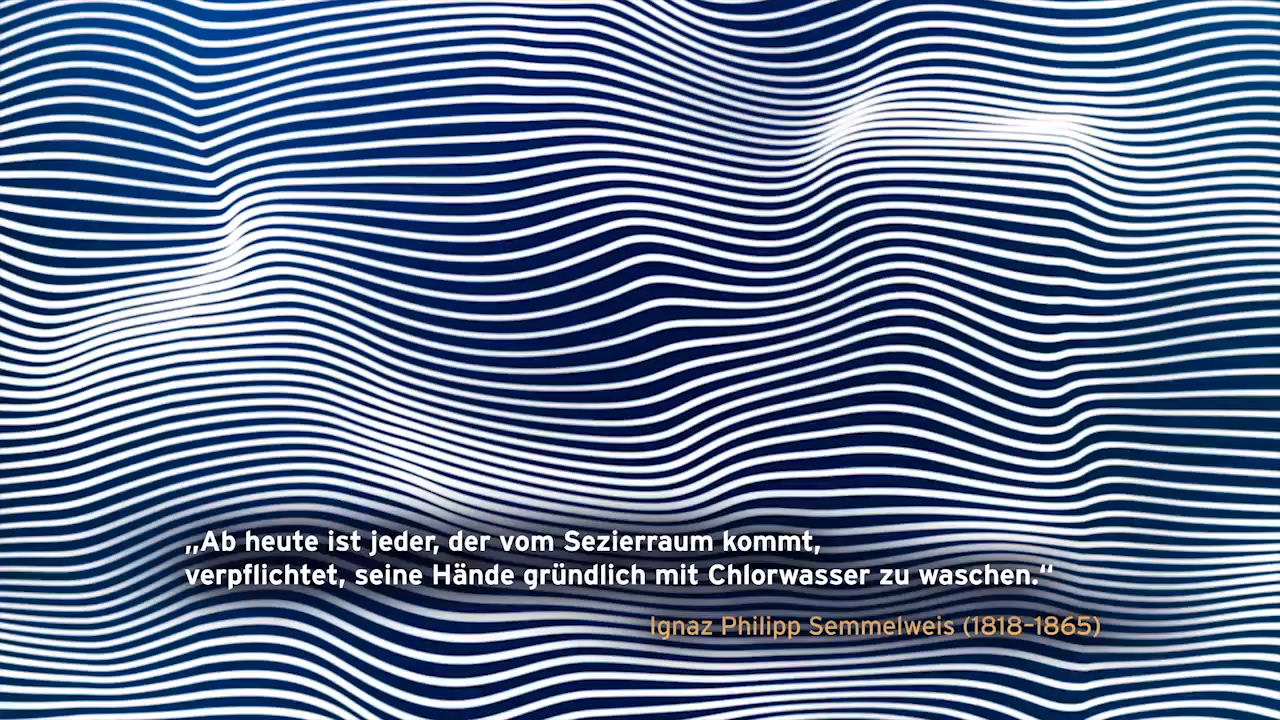 „Ab heute ist jeder, der vom Sezierraum kommt,
verpflichtet, seine Hände gründlich mit Chlorwasser zu waschen.“
Ignaz Philipp Semmelweis (1818–1865)